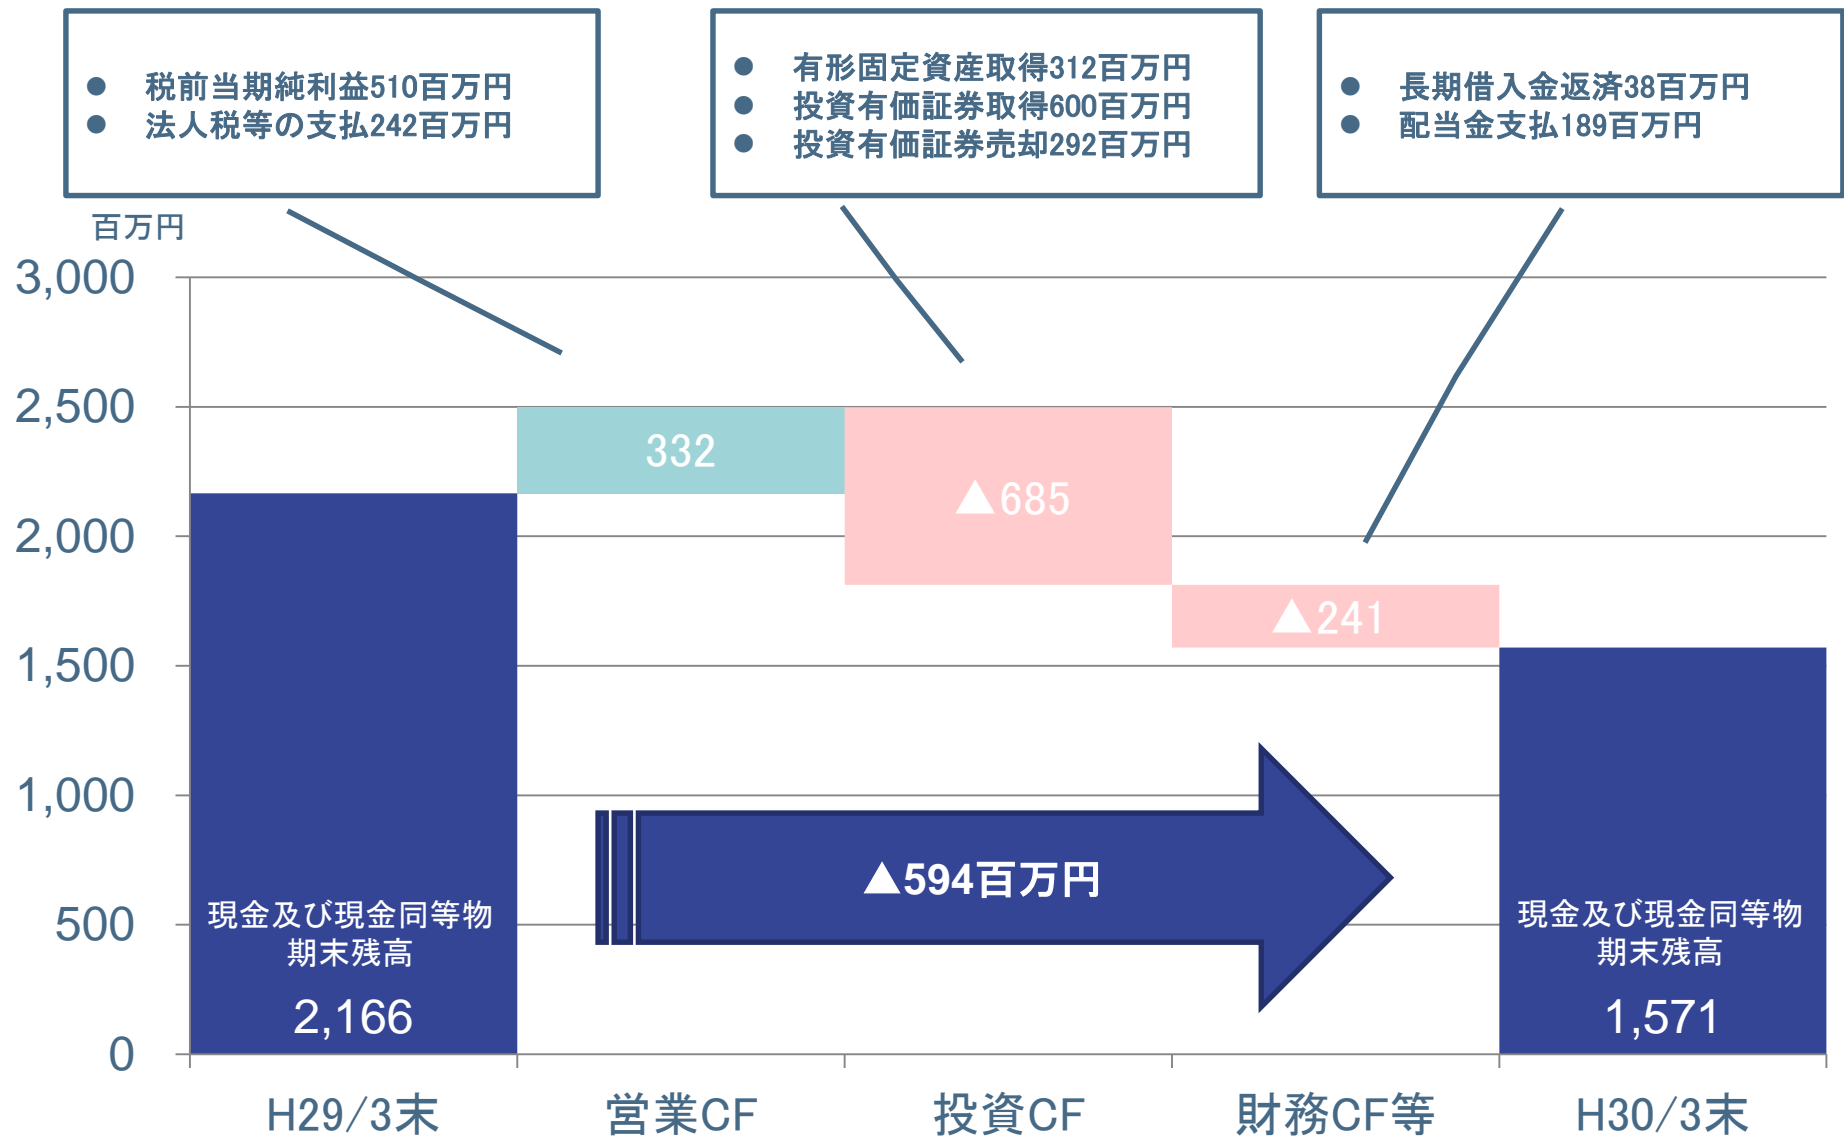 ● 税前当期純利益510百万円
● 法人税等の支払242百万円
● 有形固定資産取得312百万円
● 投資有価証券取得600百万円
● 投資有価証券売却292百万円
● 長期借入金返済38百万円
● 配当金支払189百万円
百万円
3,000
2,500
2,000
1,500
1,000
500
0
332
▲685
▲241
▲594百万円
現金及び現金同等物
期末残高
2,166
現金及び現金同等物
期末残高
1,571
H29/3末
営業CF
投資CF
財務CF等
H30/3末